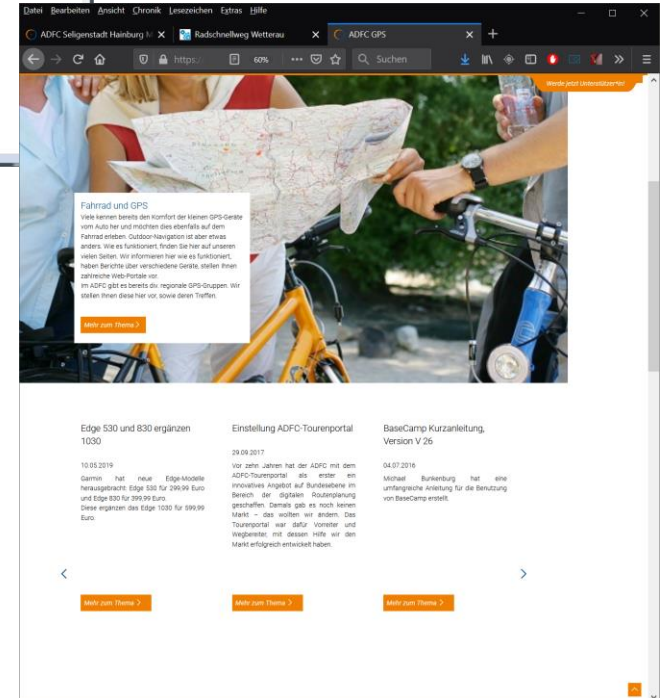 Datei Bearbeiten Ansicht Chronik Lesezeichen Extras Hilfe
ADFC Seligenstadt Hainburg M
Radschnellweg Wetterau
ADFC GPS
https:/
60%
Suchen
Werde jetzt Unterstützer*in!
Fahrrad und GPS
Viele kennen bereits den Komfort der kleinen GPS-Geräte
vom Auto her und möchten dies ebenfalls auf dem
Fahrrad erleben. Outdoor-Navigation ist aber etwas
anders. Wie es funktioniert, finden Sie hier auf unseren
vielen Seiten. Wir informieren hier wie es funktioniert,
haben Berichte über verschiedene Geräte, stellen Ihnen
zahlreiche Web-Portale vor.
Im ADFC gibt es bereits div. regionale GPS-Gruppen. Wir
stellen Ihnen diese hier vor, sowie deren Treffen.
Mehr zum Thema
Edge 530 und 830 ergänzen
1030
10.05.2019
Garmin hat neue Edge-Modelle
herausgebracht: Edge 530 für 299,99 Euro
und Edge 830 für 399,99 Euro.
Diese ergänzen das Edge 1030 für 599,99
Euro.
Mehr zum Thema
Einstellung ADFC-Tourenportal
29.09.2017
Vor zehn Jahren hat der ADFC mit dem
ADFC-Tourenportal als erster ein
innovatives Angebot auf Bundesebene im
Bereich der digitalen Routenplanung
geschaffen. Damals gab es noch keinen
Markt – das wollten wir ändern. Das
Tourenportal war dafür Vorreiter und
Wegbereiter, mit dessen Hilfe wir den
Markt erfolgreich entwickelt haben.
Mehr zum Thema
BaseCamp Kurzanleitung,
Version V 26
04.07.2016
Michael Bunkenburg hat eine
umfangreiche Anleitung für die Benutzung
von BaseCamp erstellt.
Mehr zum Thema